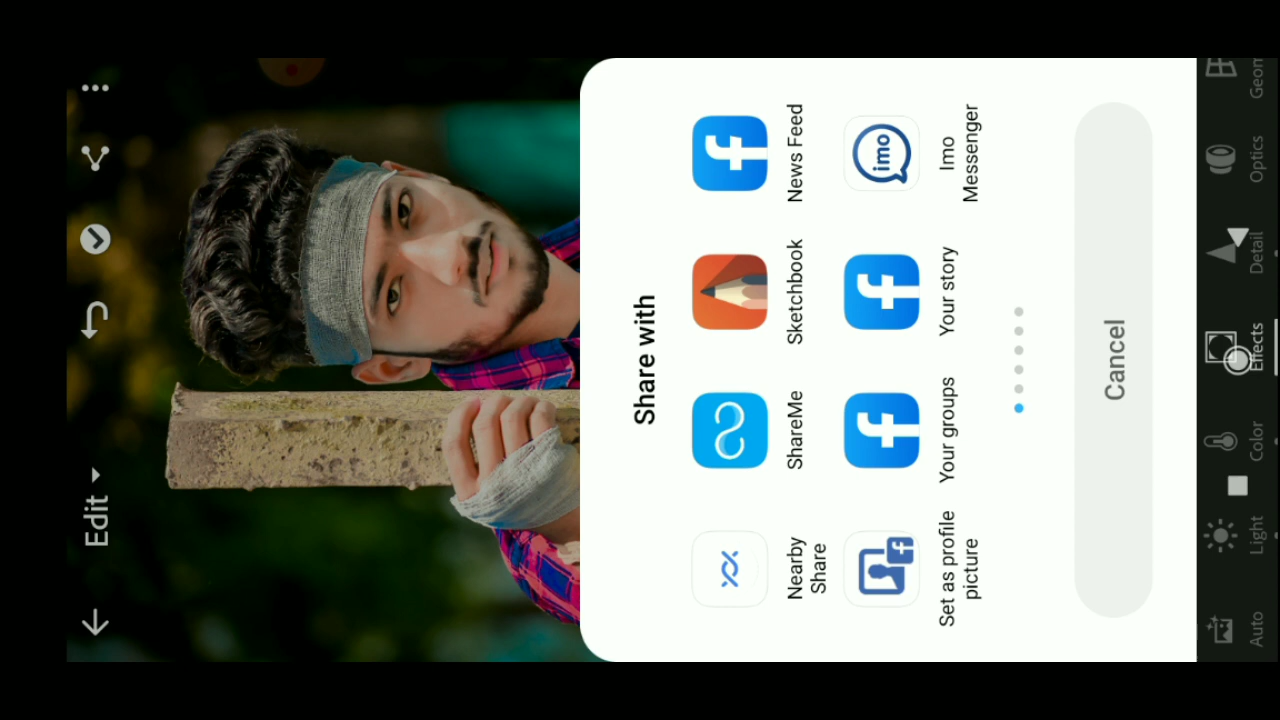 Edit
Share with
Nearby
Share
ShareMe
Sketchbook
News Feed
Set as profile
picture
Your groups
Your story
Imo
Messenger
imo
Cancel
Auto
Light
Color
Effects
Detail
Optics
Geom